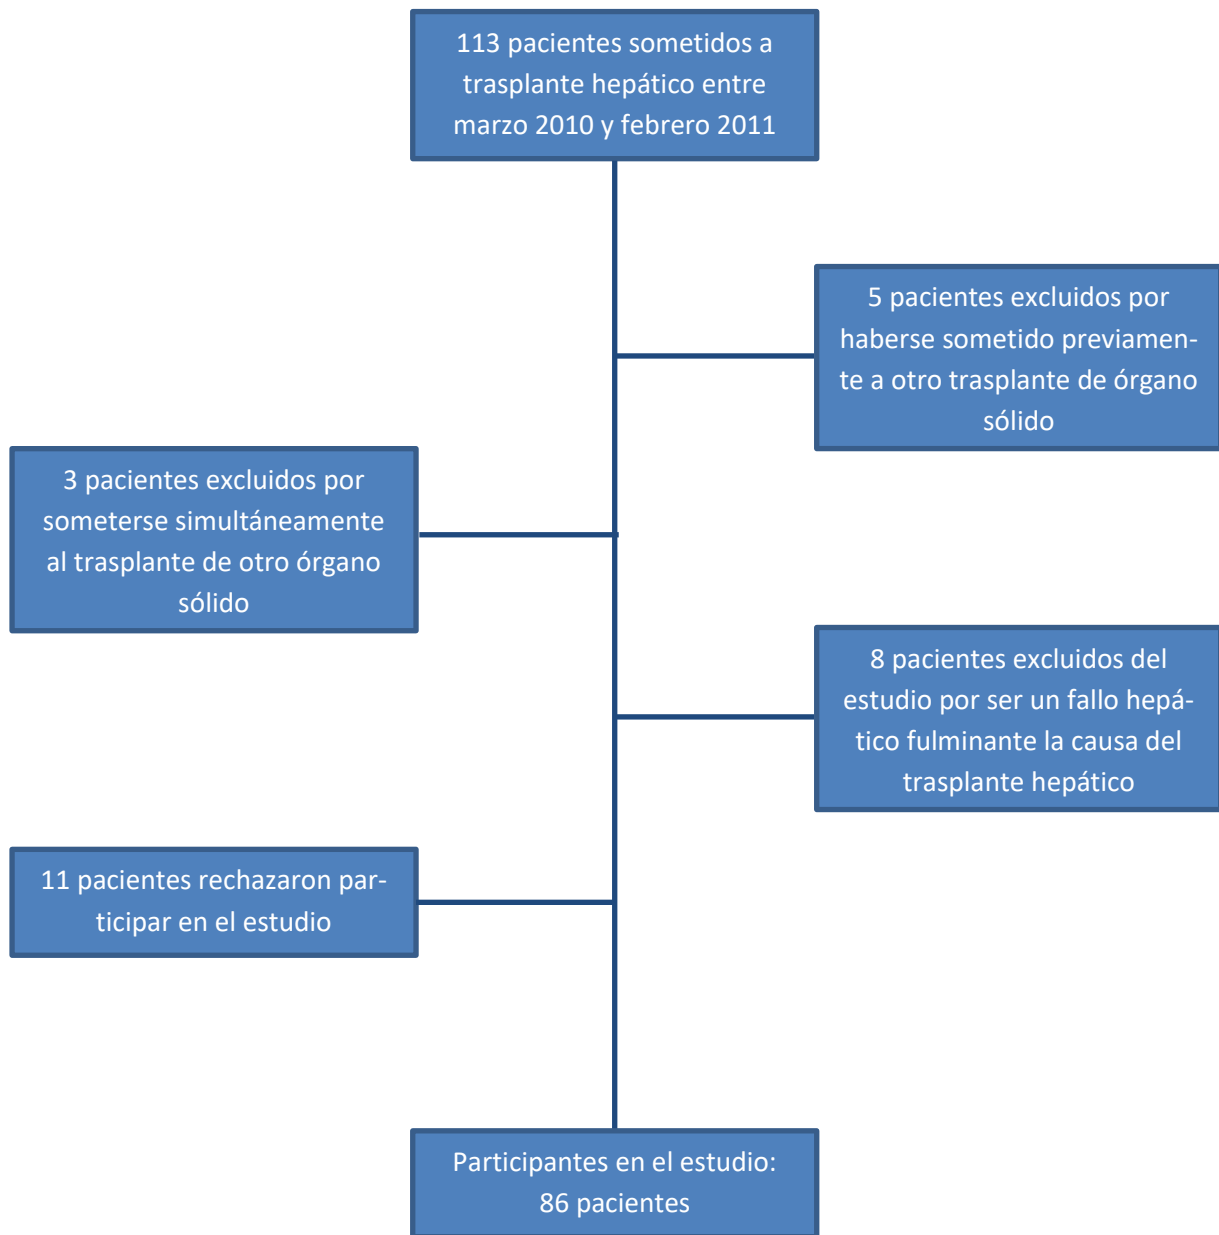 113 pacientes sometidos a
trasplante hepático entre
marzo 2010 y febrero 2011
5 pacientes excluidos por
haberse sometido previamen-
te a otro trasplante de órgano
sólido
3 pacientes excluidos por
someterse simultáneamente
al trasplante de otro órgano
sólido
8 pacientes excluidos del
estudio por ser un fallo hepá-
tico fulminante la causa del
trasplante hepático
11 pacientes rechazaron par-
ticipar en el estudio
Participantes en el estudio:
86 pacientes